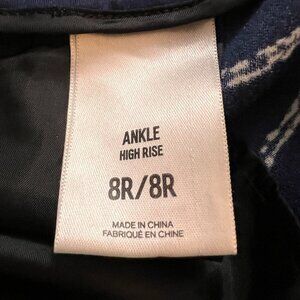 ANKLE
HIGH RISE
8R/8R
MADE IN CHINA
FABRIQUÉ EN CHINE